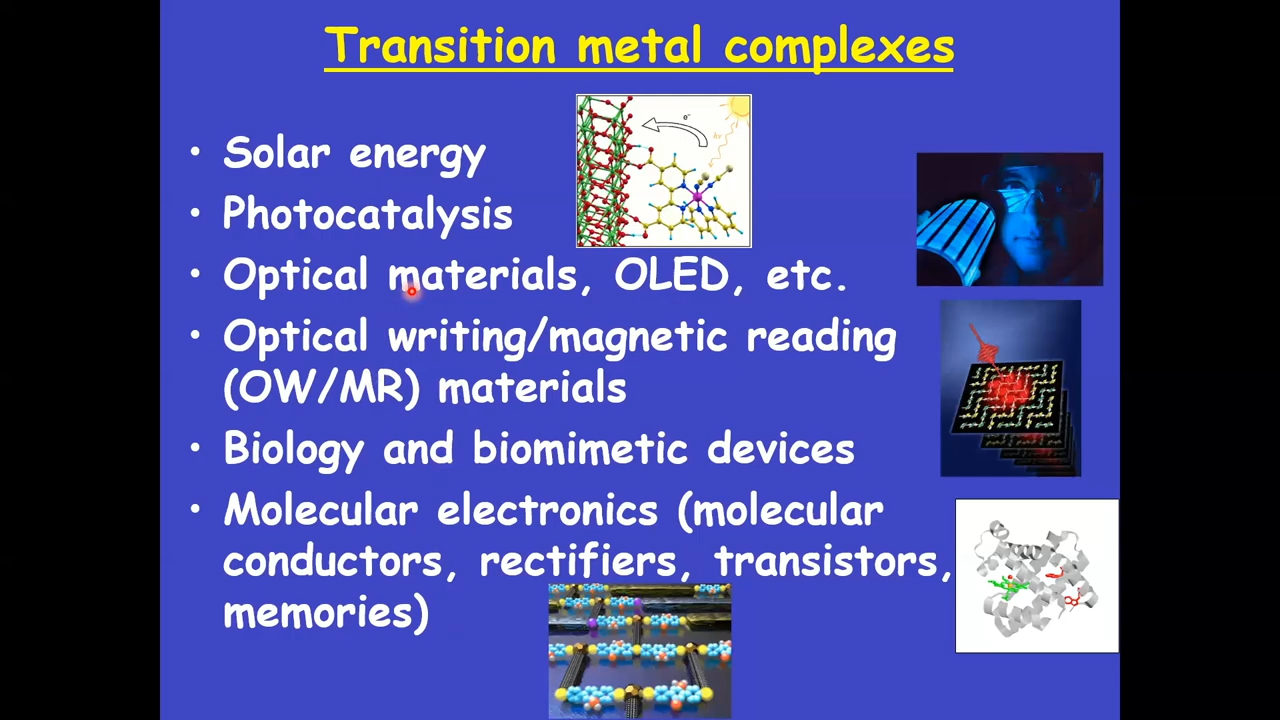 Transition metal complexes
• Solar energy
• Photocatalysis
• Optical materials, OLED, etc.
• Optical writing/magnetic reading
(OW/MR) materials
• Biology and biomimetic devices
• Molecular electronics (molecular
conductors, rectifiers, transistors,
memories)
e⁻
hν